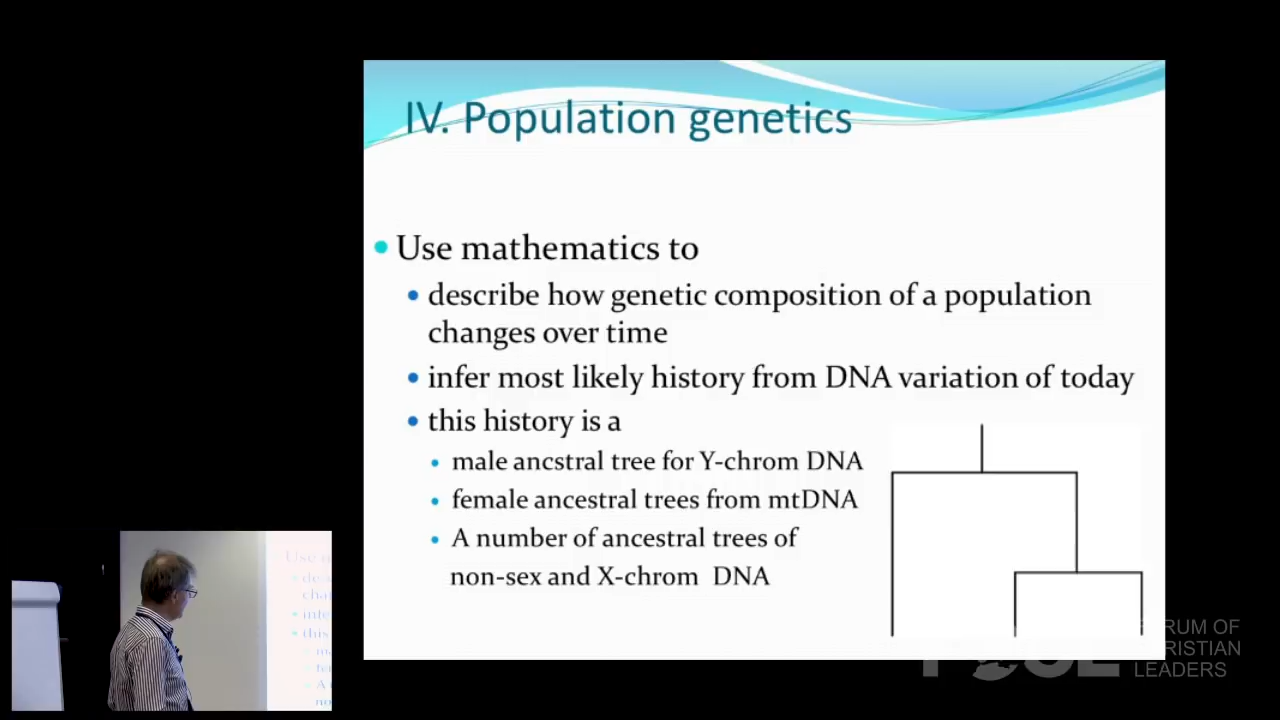 IV. Population genetics
Use mathematics to
describe how genetic composition of a population
changes over time
infer most likely history from DNA variation of today
this history is a
male ancstral tree for Y-chrom DNA
female ancestral trees from mtDNA
A number of ancestral trees of
non-sex and X-chrom DNA
RUM OF
RISTIAN
LEADERS